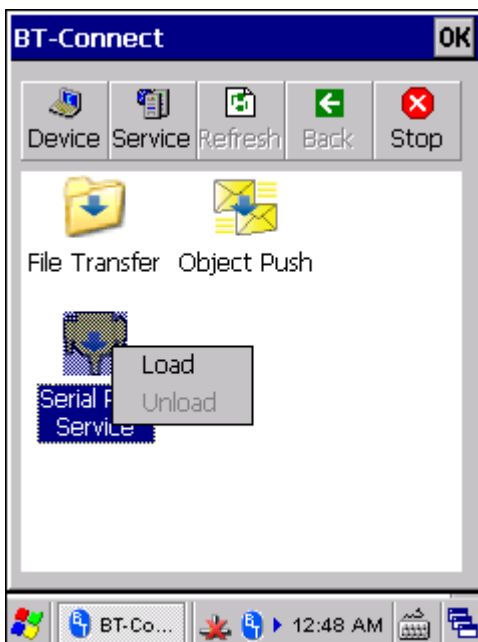 BT-Connect OK
Device Service Refresh Back Stop
File Transfer Object Push
Load
Serial
Unload
Service
BT-Co... 12:48 AM